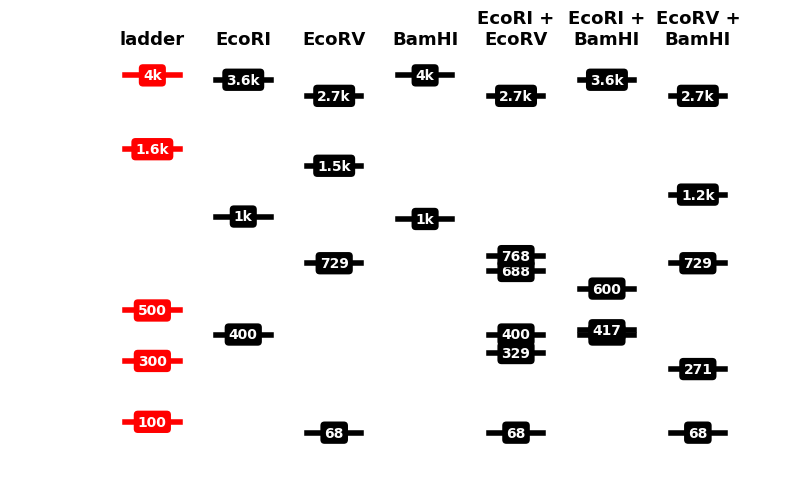 ladder EcoRI EcoRV BamHI EcoRI + EcoRV EcoRI + BamHI EcoRV + BamHI
4k 3.6k 4k 3.6k
2.7k 2.7k 2.7k
1.6k
1.5k
1.2k
1k 1k
729 768 729
688
600
500
417
400 400
329
300
271
100
68 68 68